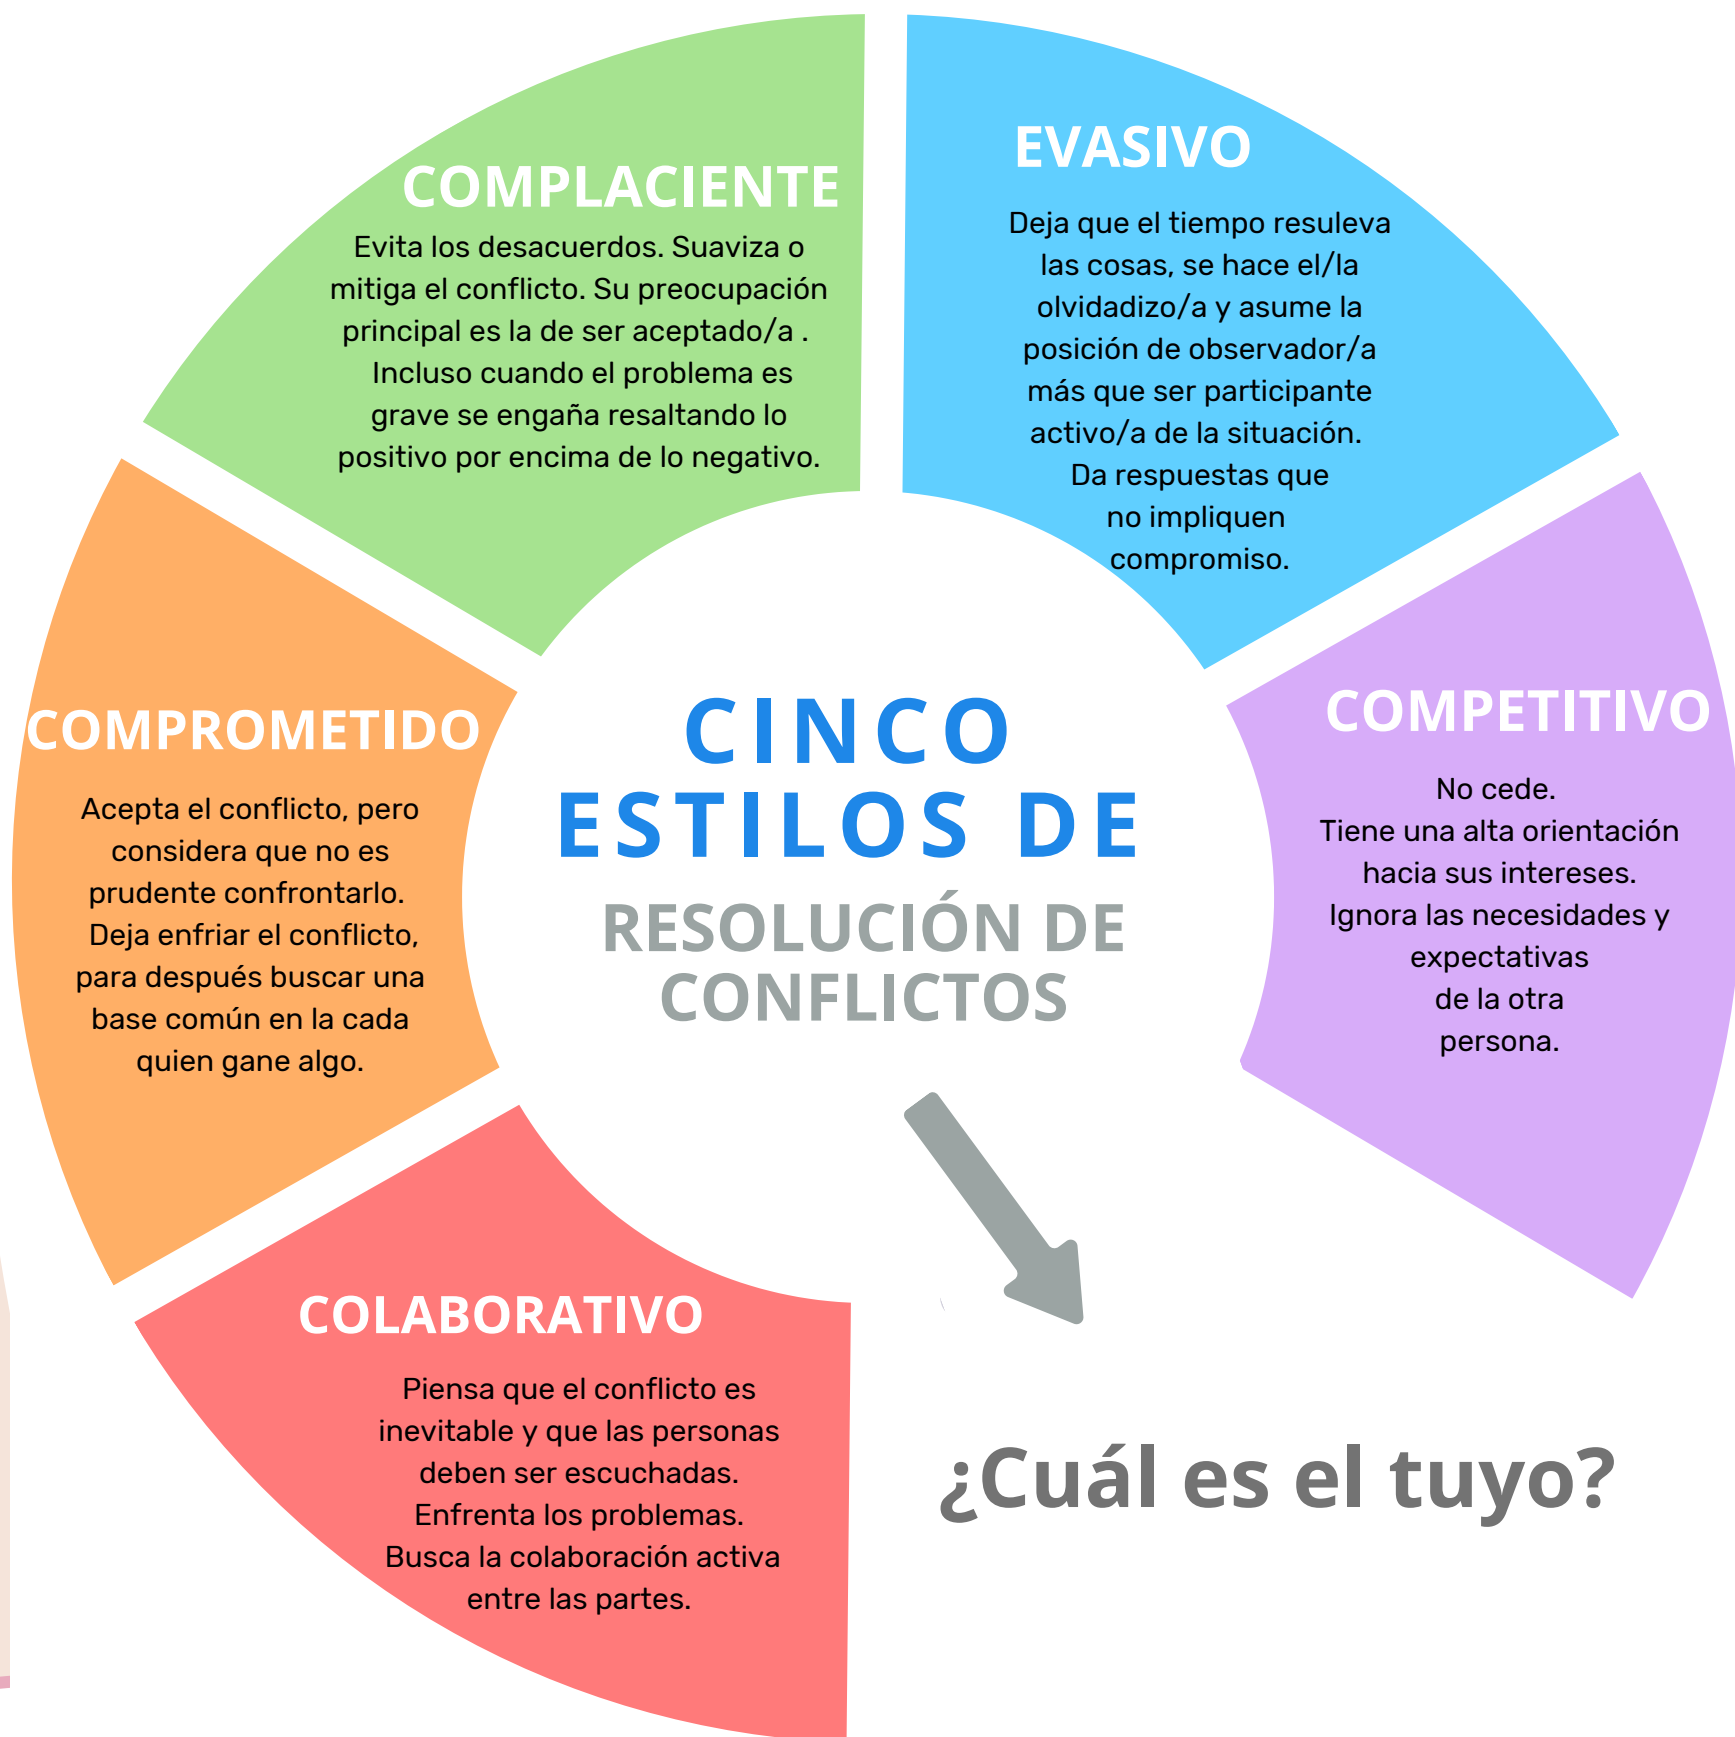 COMPLACIENTE
Evita los desacuerdos. Suaviza o
mitiga el conflicto. Su preocupación
principal es la de ser aceptado/a .
Incluso cuando el problema es
grave se engaña resaltando lo
positivo por encima de lo negativo.
EVASIVO
Deja que el tiempo resuleva
las cosas, se hace el/la
olvidadizo/a y asume la
posición de observador/a
más que ser participante
activo/a de la situación.
Da respuestas que
no impliquen
compromiso.
COMPROMETIDO
Acepta el conflicto, pero
considera que no es
prudente confrontarlo.
Deja enfriar el conflicto,
para después buscar una
base común en la cada
quien gane algo.
CINCO
ESTILOS DE
RESOLUCIÓN DE
CONFLICTOS
COMPETITIVO
No cede.
Tiene una alta orientación
hacia sus intereses.
Ignora las necesidades y
expectativas
de la otra
persona.
COLABORATIVO
Piensa que el conflicto es
inevitable y que las personas
deben ser escuchadas.
Enfrenta los problemas.
Busca la colaboración activa
entre las partes.
¿Cuál es el tuyo?